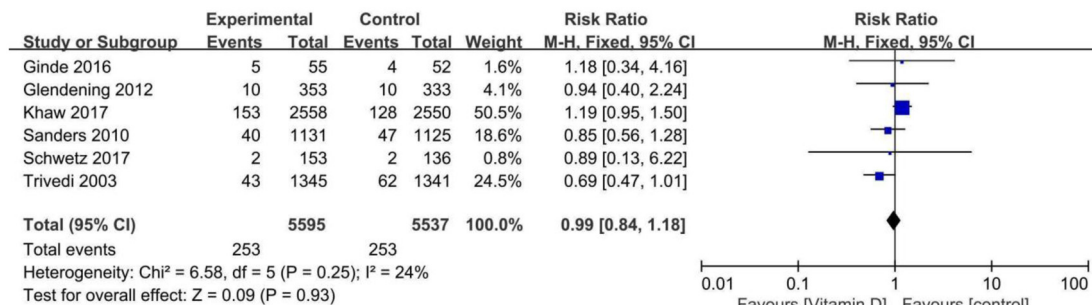 Experimental Control Risk Ratio Risk Ratio
Study or Subgroup Events Total Events Total Weight M-H, Fixed, 95% CI M-H, Fixed, 95% CI
Ginde 2016 5 55 4 52 1.6% 1.18 [0.34, 4.16]
Glendening 2012 10 353 10 333 4.1% 0.94 [0.40, 2.24]
Khaw 2017 153 2558 128 2550 50.5% 1.19 [0.95, 1.50]
Sanders 2010 40 1131 47 1125 18.6% 0.85 [0.56, 1.28]
Schwetz 2017 2 153 2 136 0.8% 0.89 [0.13, 6.22]
Trivedi 2003 43 1345 62 1341 24.5% 0.69 [0.47, 1.01]
Total (95% CI) 5595 5537 100.0% 0.99 [0.84, 1.18]
Total events 253 253
Heterogeneity: Chi² = 6.58, df = 5 (P = 0.25); I² = 24%
0.01 0.1 1 10 100
Test for overall effect: Z = 0.09 (P = 0.93)
Favours [Vitamin D] Favours [control]